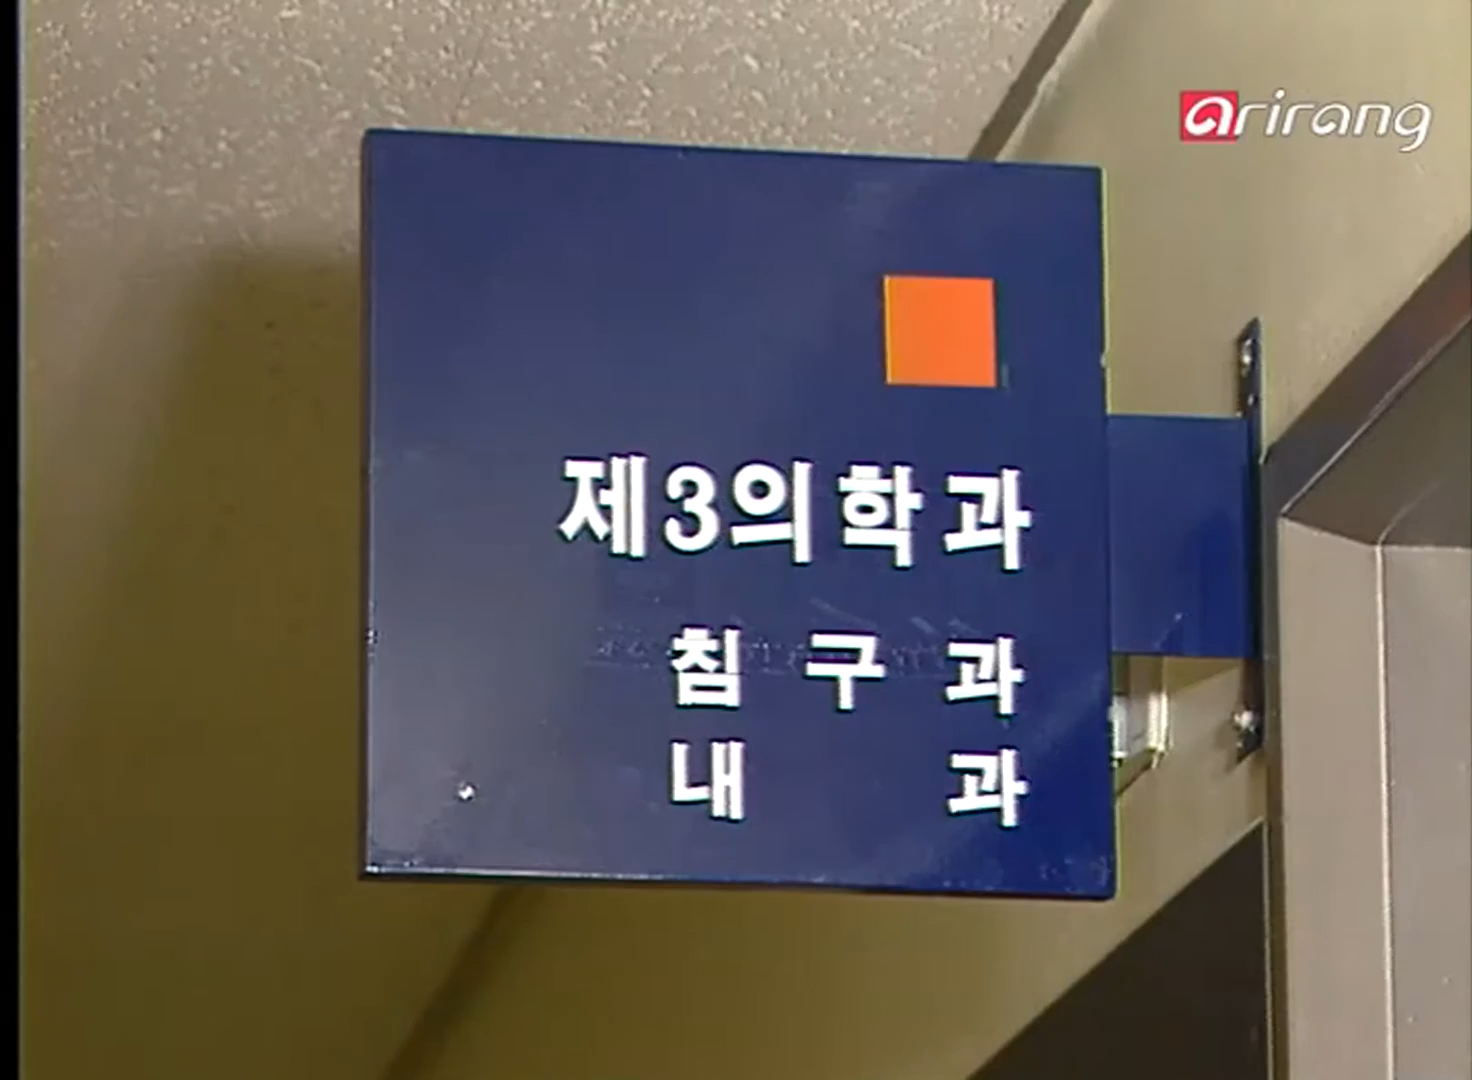 arirang
제3의학과
침 구 과
내 과